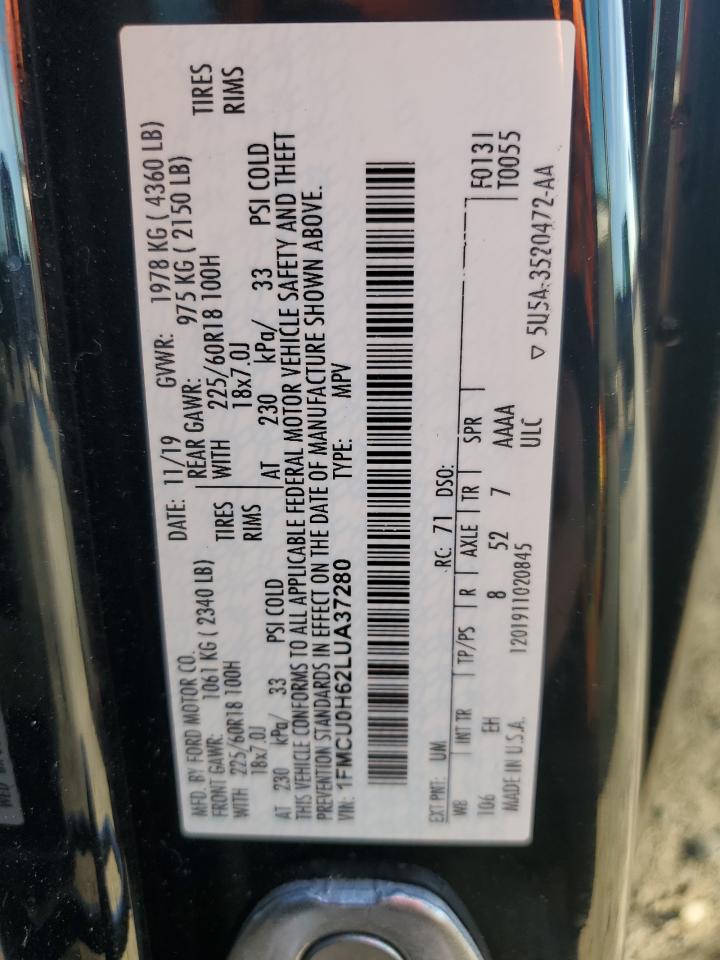 MFD. BY FORD MOTOR CO.
DATE: 11/19 GVWR: 1978 KG ( 4360 LB)
FRONT GAWR: 1061 KG ( 2340 LB) REAR GAWR: 975 KG ( 2150 LB)
WITH 225/60R18 100H TIRES WITH 225/60R18 100H TIRES
18x7.0J RIMS 18x7.0J RIMS
AT 230 kPa/ 33 PSI COLD AT 230 kPa/ 33 PSI COLD
THIS VEHICLE CONFORMS TO ALL APPLICABLE FEDERAL MOTOR VEHICLE SAFETY AND THEFT
PREVENTION STANDARDS IN EFFECT ON THE DATE OF MANUFACTURE SHOWN ABOVE.
VIN: 1FMCU0H62LUA37280 TYPE: MPV
EXT PNT: UM RC: 71 DSO: F0131
T0055
WB INT TR TP/PS R AXLE TR SPR
106 EH 8 52 7 AAAA
ULC
MADE IN U.S.A. 1201911020845
▽ 5U5A-3520472-AA